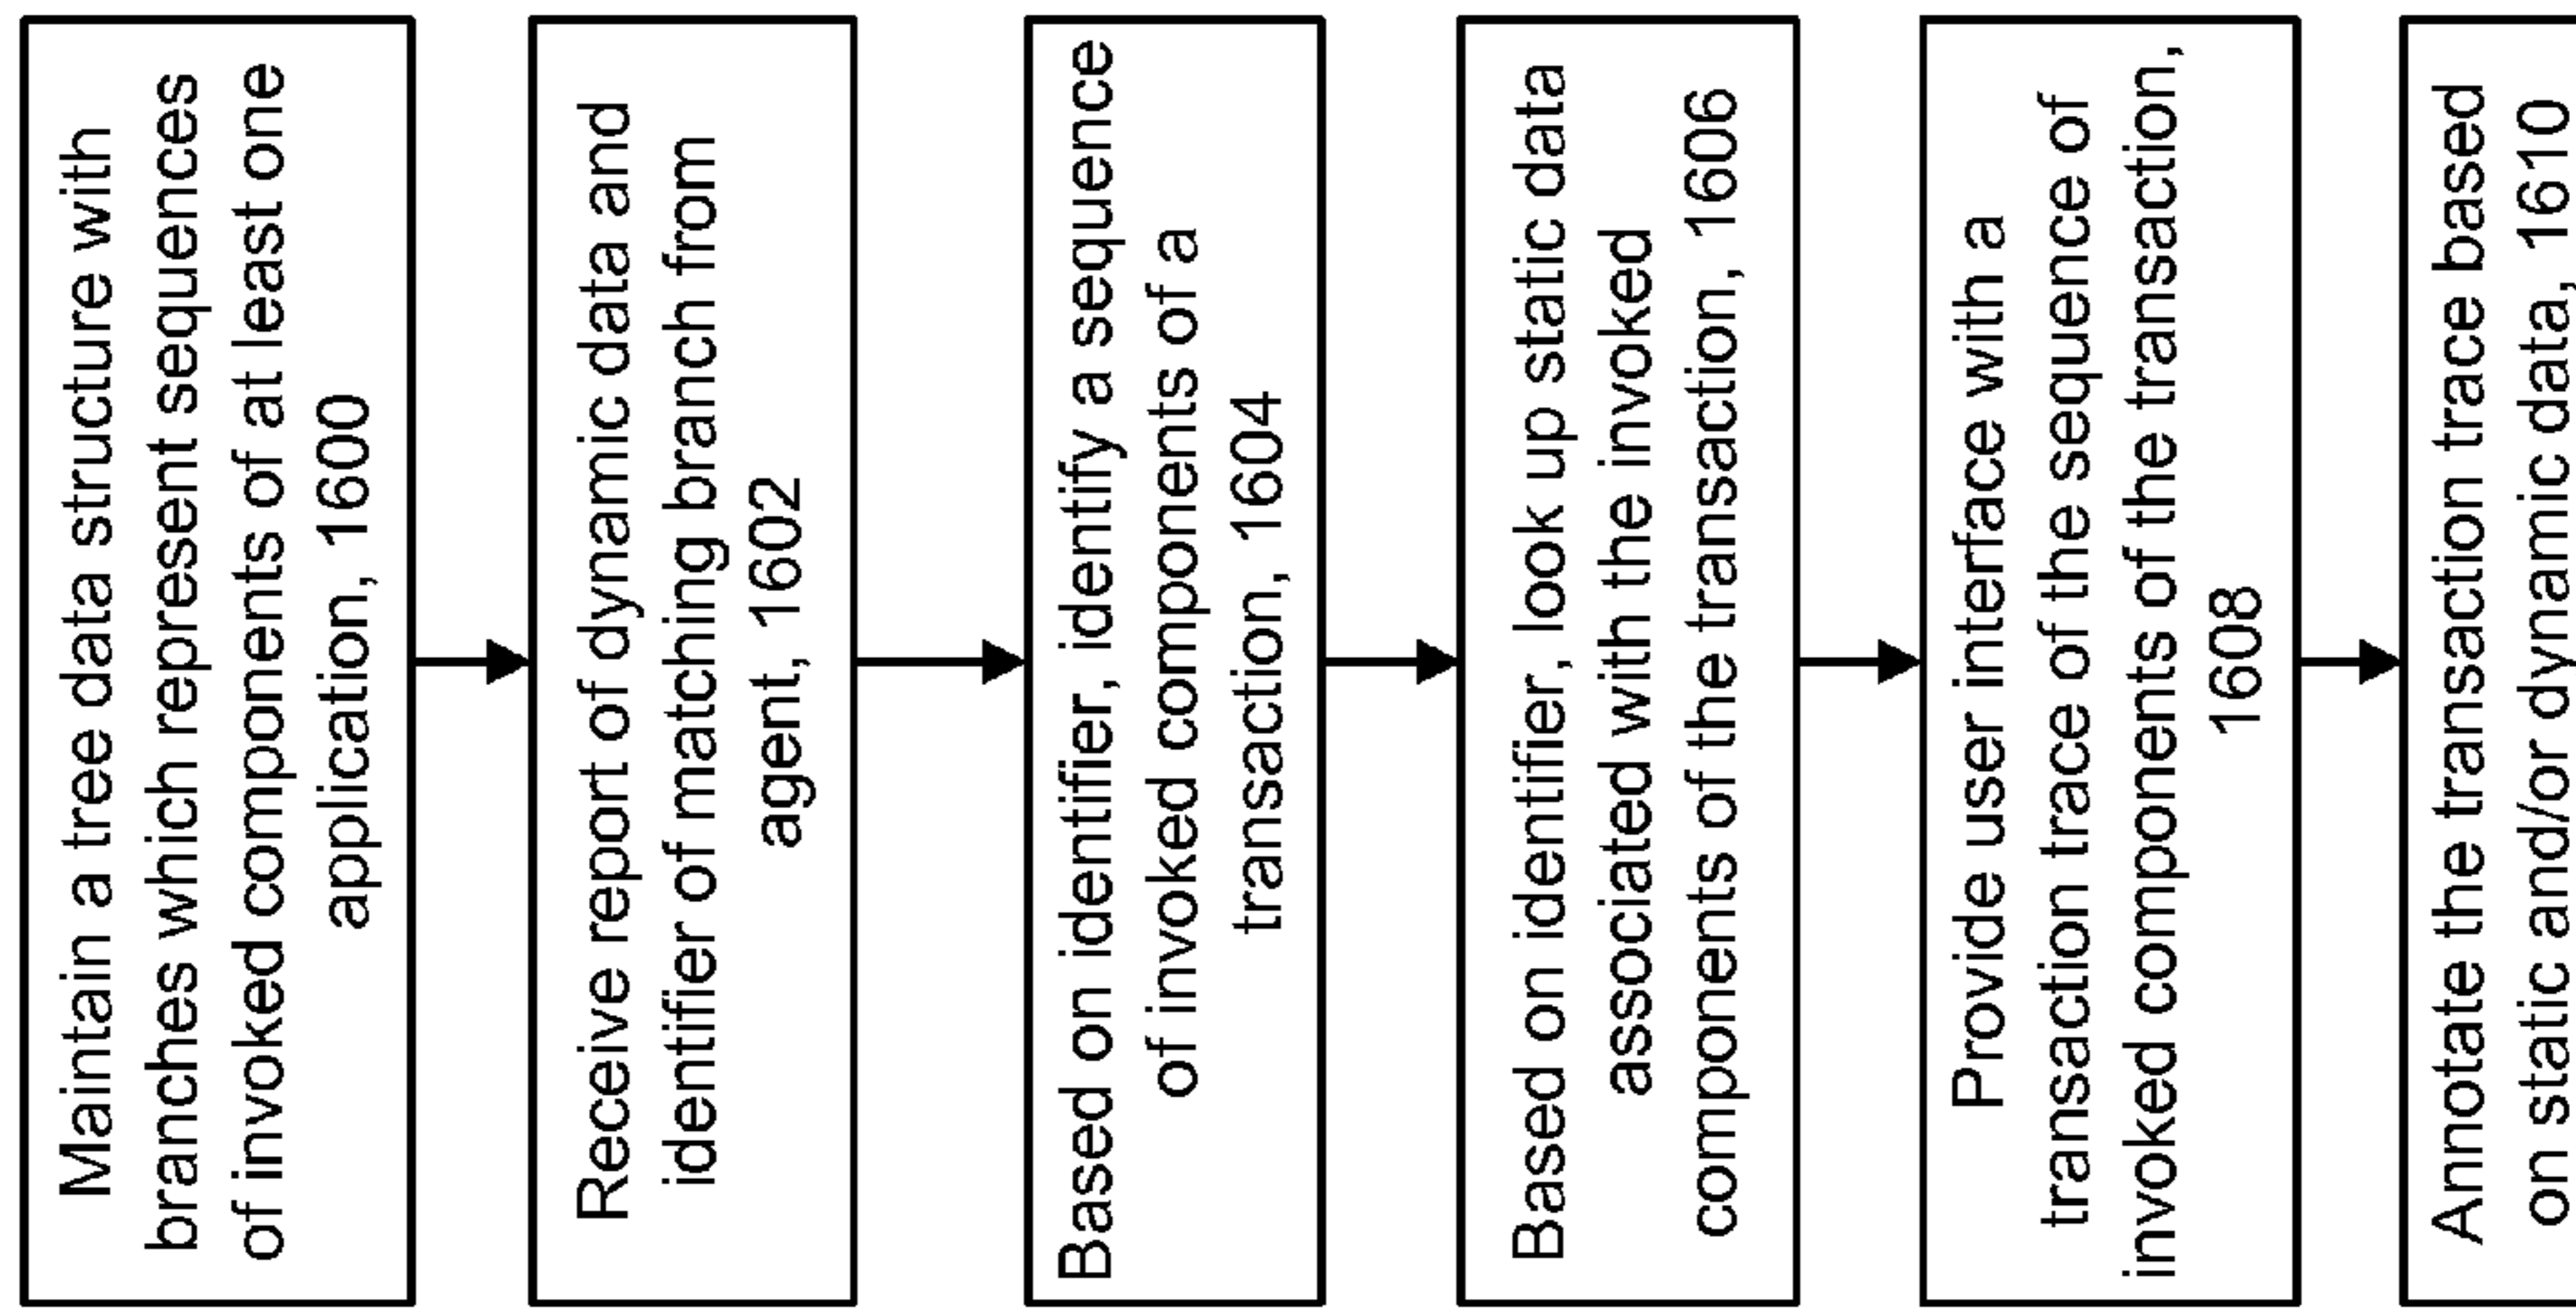 Maintain a tree data structure with
branches which represent sequences
of invoked components of at least one
application, 1600
Receive report of dynamic data and
identifier of matching branch from
agent, 1602
Based on identifier, identify a sequence
of invoked components of a
transaction, 1604
Based on identifier, look up static data
associated with the invoked
components of the transaction, 1606
Provide user interface with a
transaction trace of the sequence of
invoked components of the transaction,
1608
Annotate the transaction trace based
on static and/or dynamic data, 1610